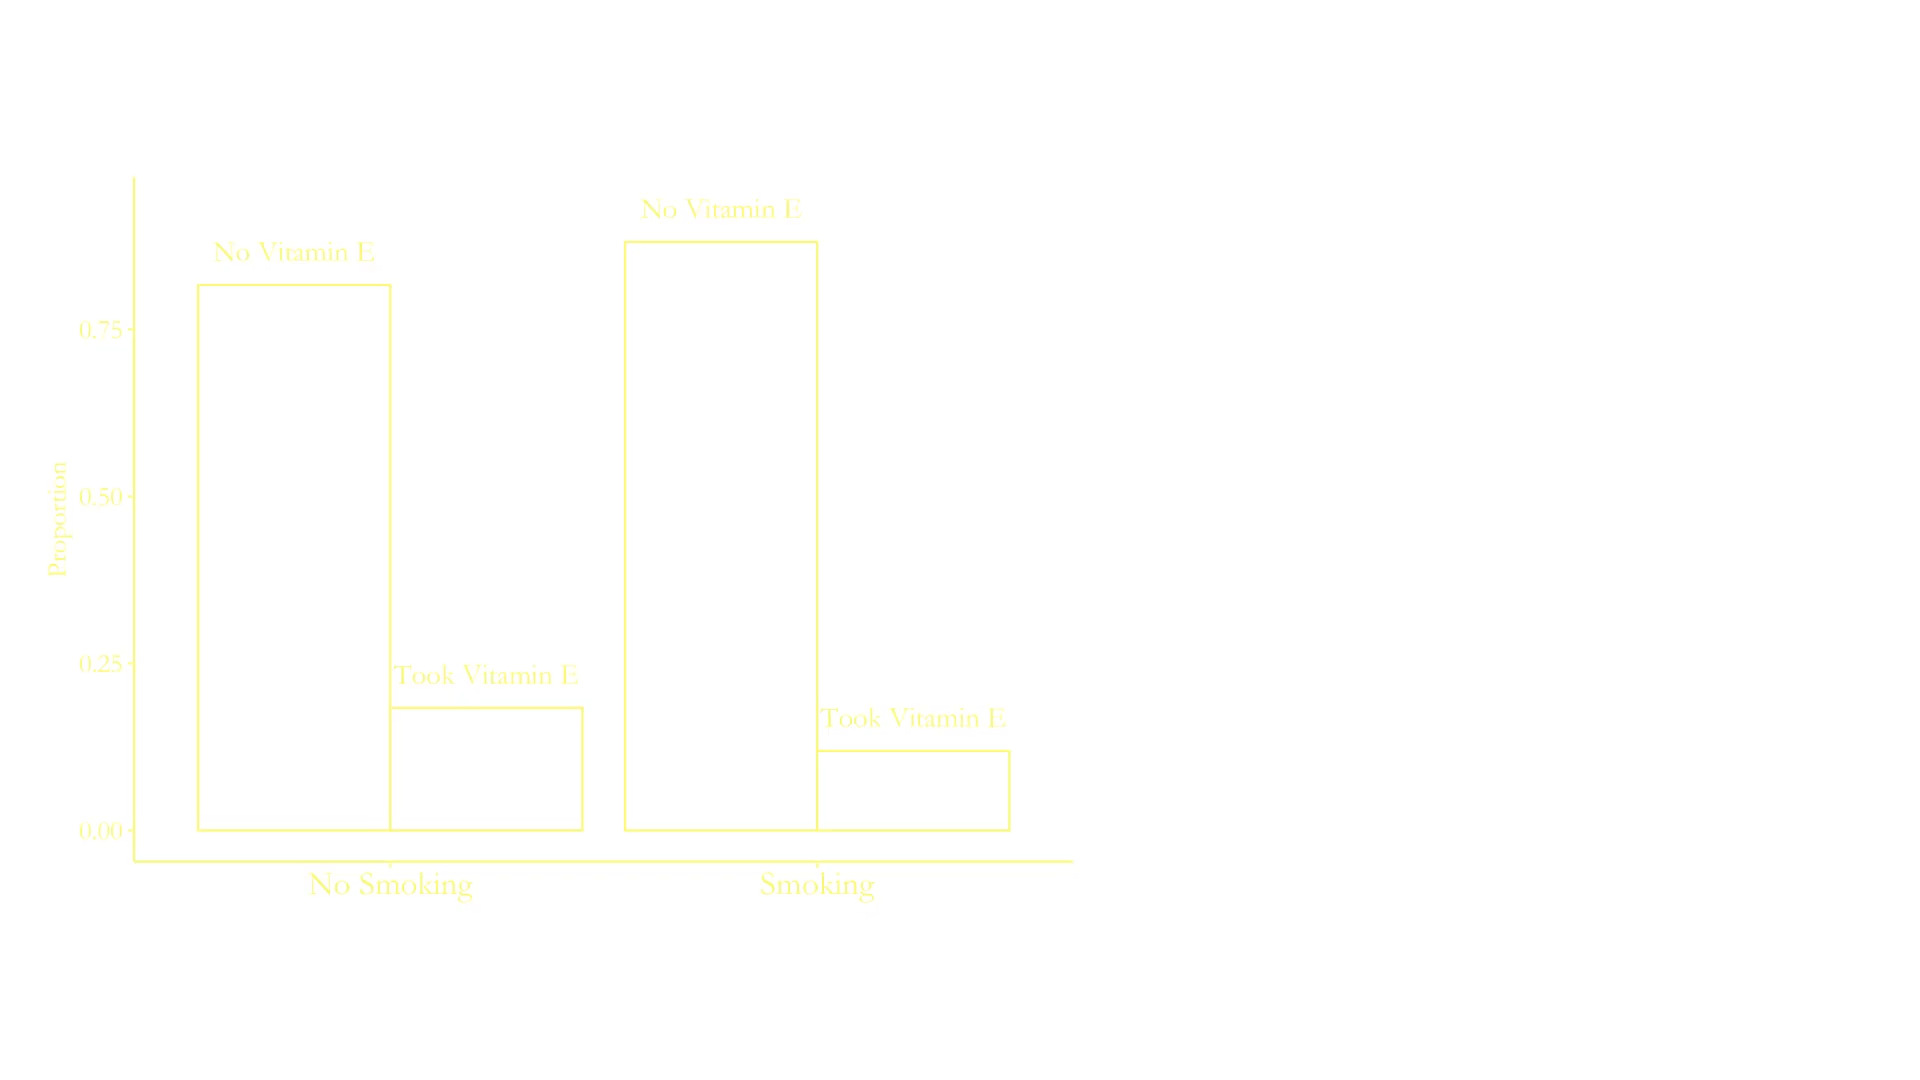 No Vitamin E
No Vitamin E
0.75
0.50
Proportion
0.25
Took Vitamin E
Took Vitamin E
0.00
No Smoking
Smoking